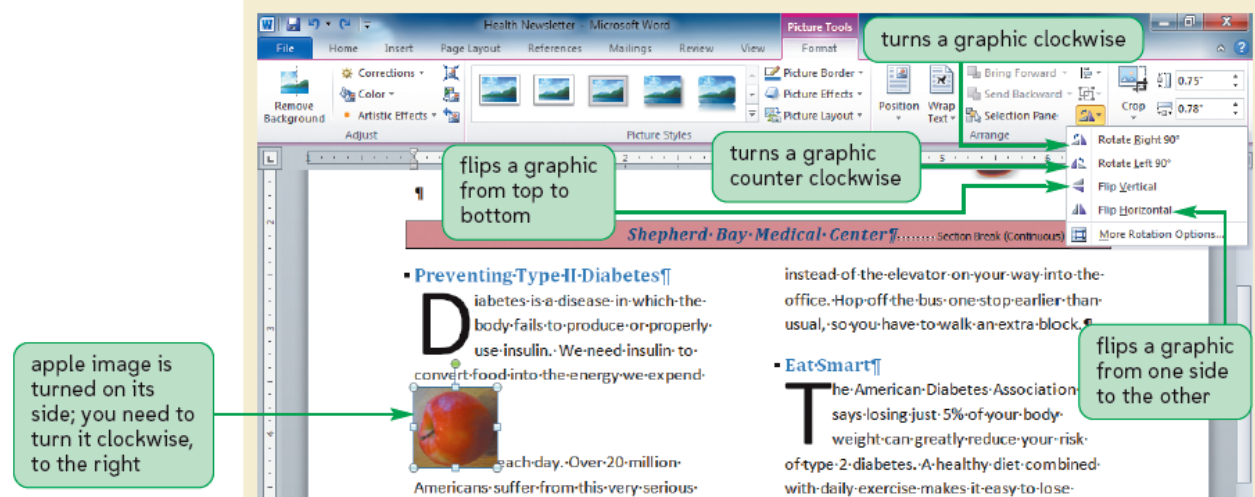 Health Newsletter - Microsoft Word
Picture Tools
File Home Insert Page Layout References Mailings Review View Format
turns a graphic clockwise
Remove
Background
Corrections
Color
Artistic Effects
Adjust
Picture Styles
Picture Border
Picture Effects
Picture Layout
Position
Wrap
Text
Bring Forward
Send Backward
Selection Pane
Arrange
Crop
0.75"
0.78"
Rotate Right 90°
Rotate Left 90°
Flip Vertical
Flip Horizontal
More Rotation Options...
flips a graphic
from top to
bottom
turns a graphic
counter clockwise
Shepherd·Bay·Medical·Center¶
Section Break (Continuous)
Preventing·Type·II·Diabetes¶
Diabetes·is·a·disease·in·which·the·
body·fails·to·produce·or·properly·
use·insulin.·We·need·insulin·to·
convert·food·into·the·energy·we·expend·
each·day.·Over·20·million·
Americans·suffer·from·this·very·serious·
instead·of·the·elevator·on·your·way·into·the·
office.·Hop·off·the·bus·one·stop·earlier·than·
usual,·so·you·have·to·walk·an·extra·block.¶
Eat·Smart¶
The·American·Diabetes·Association·
says·losing·just·5%·of·your·body·
weight·can·greatly·reduce·your·risk·
of·type·2·diabetes.·A·healthy·diet·combined·
with·daily·exercise·makes·it·easy·to·lose·
apple image is
turned on its
side; you need to
turn it clockwise,
to the right
flips a graphic
from one side
to the other